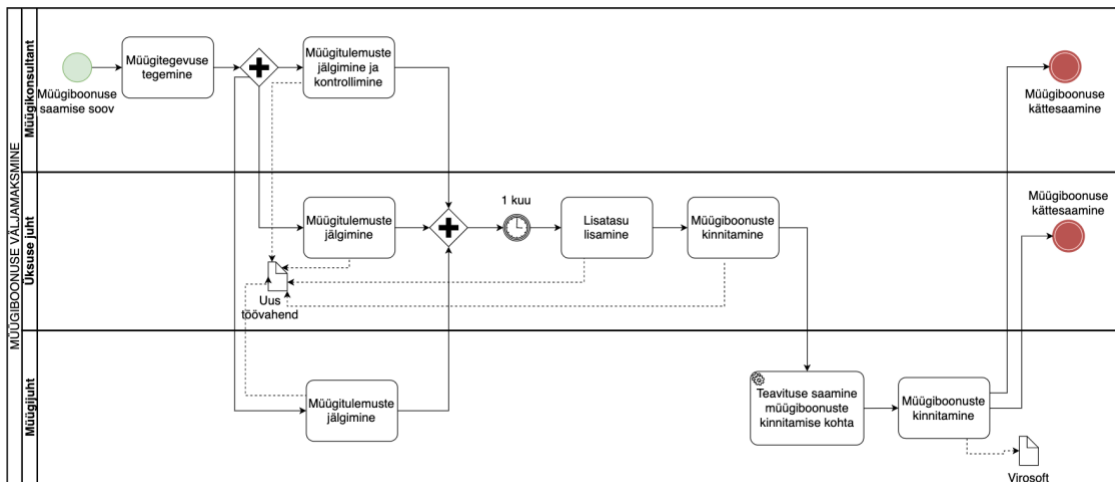 MÜÜGIBOONUSE VÄLJAMAKSMINE
Müügikonsultant
Müügiboonuse
saamise soov
Müügitegevuse
tegemine
Müügitulemuste
jälgimine ja
kontrollimine
Müügiboonuse
kättesaamine
Üksuse juht
Müügitulemuste
jälgimine
1 kuu
Lisatasu
lisamine
Müügiboonuste
kinnitamine
Müügiboonuse
kättesaamine
Uus
töövahend
Müügijuht
Müügitulemuste
jälgimine
Teavituse saamine
müügiboonuste
kinnitamise kohta
Müügiboonuste
kinnitamine
Virosoft